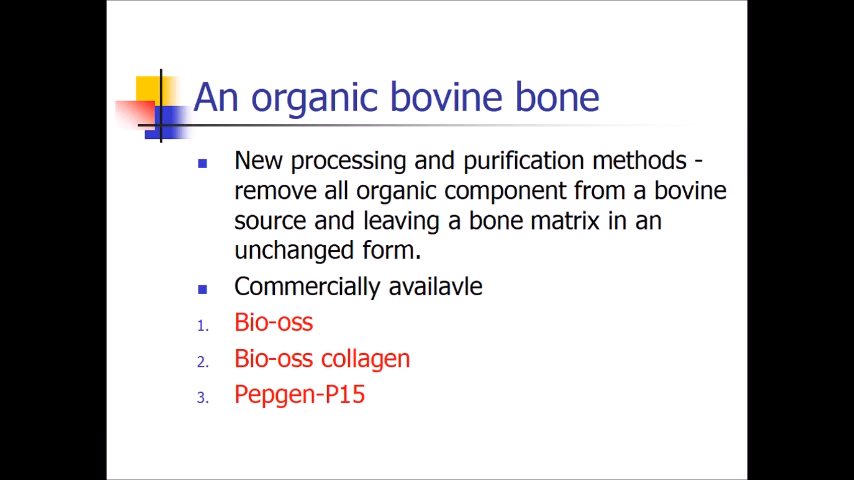 An organic bovine bone
New processing and purification methods -
remove all organic component from a bovine
source and leaving a bone matrix in an
unchanged form.
Commercially availavle
1. Bio-oss
2. Bio-oss collagen
3. Pepgen-P15